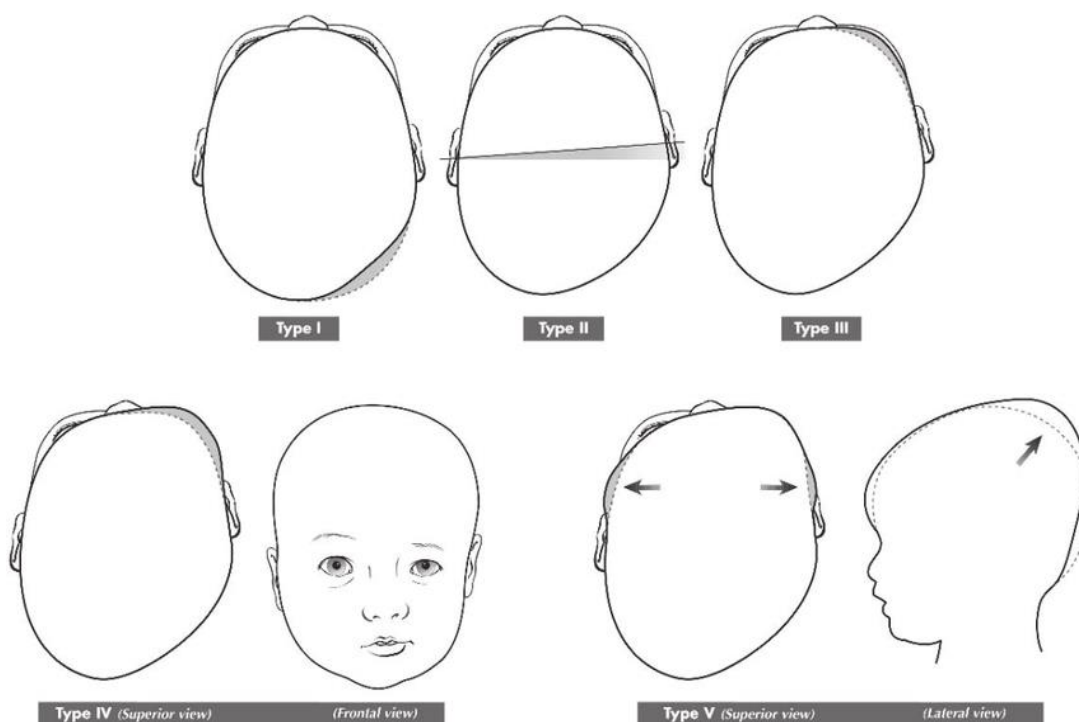 Type I
Type II
Type III
Type IV (Superior view) (Frontal view)
Type V (Superior view) (Lateral view)